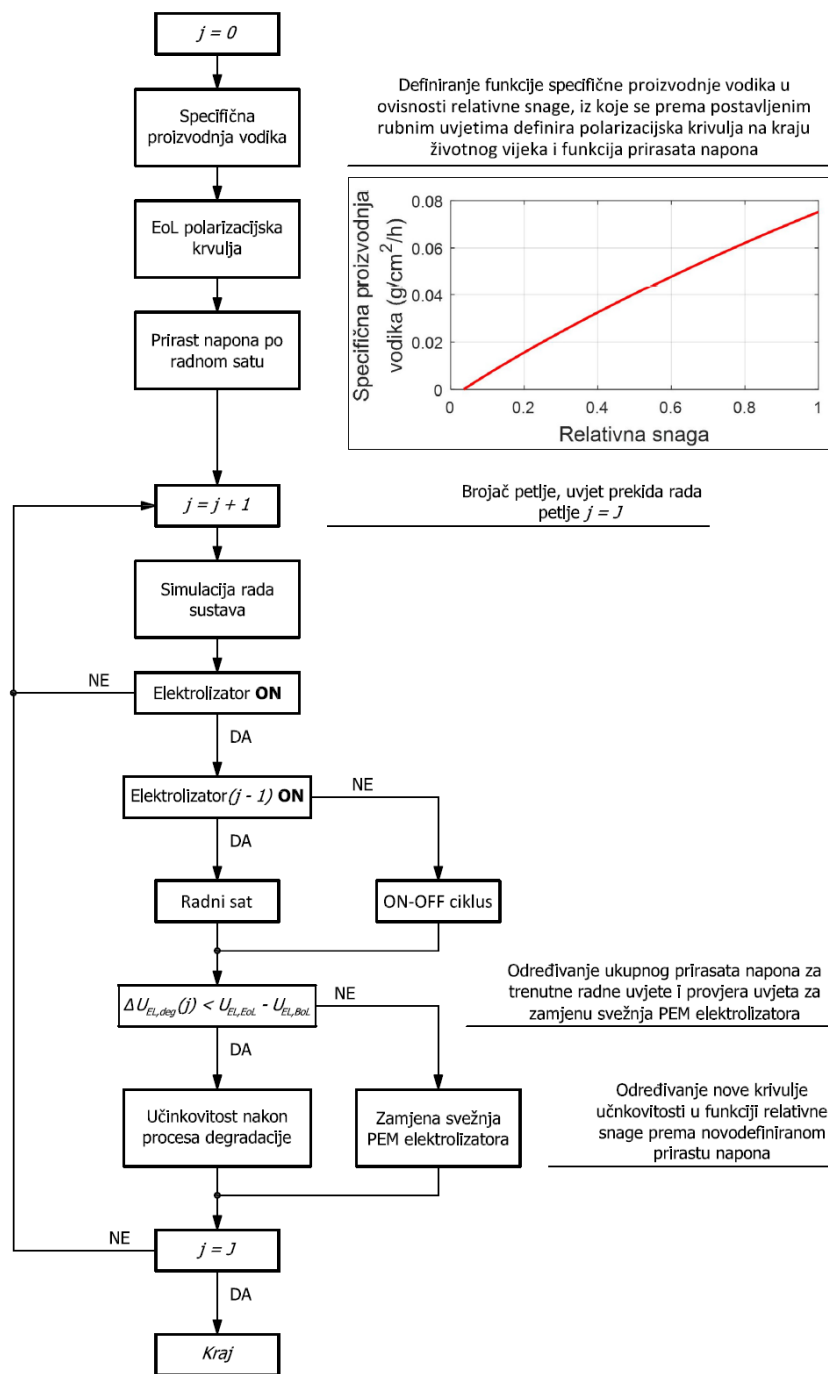 j = 0
Specifična
proizvodnja vodika
EoL polarizacijska
krvulja
Prirast napona po
radnom satu
Definiranje funkcije specifične proizvodnje vodika u
ovisnosti relativne snage, iz koje se prema postavljenim
rubnim uvjetima definira polarizacijska krivulja na kraju
životnog vijeka i funkcija prirasata napona
Specifična proizvodnja
vodika (g/cm²/h)
0.08
0.06
0.04
0.02
0
0 0.2 0.4 0.6 0.8 1
Relativna snaga
j = j + 1
Brojač petlje, uvjet prekida rada
petlje j = J
Simulacija rada
sustava
NE
Elektrolizator ON
DA
Elektrolizator(j - 1) ON
NE
DA
Radni sat
ON-OFF ciklus
ΔU_EL,deg(j) < U_EL,EoL - U_EL,BoL
NE
DA
Određivanje ukupnog prirasata napona za
trenutne radne uvjete i provjera uvjeta za
zamjenu svežnja PEM elektrolizatora
Učinkovitost nakon
procesa degradacije
Zamjena svežnja
PEM elektrolizatora
Određivanje nove krivulje
učnkovitosti u funkciji relativne
snage prema novodefiniranom
prirastu napona
NE
j = J
DA
Kraj